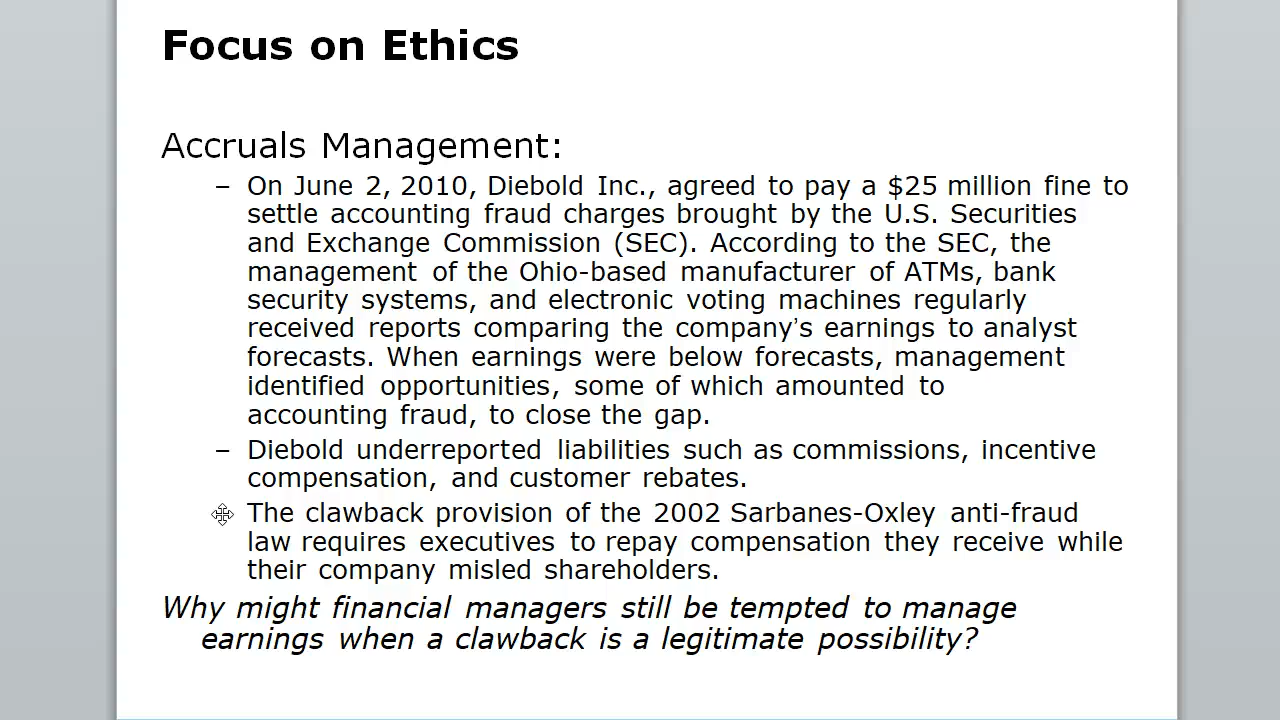 Focus on Ethics
Accruals Management:
– On June 2, 2010, Diebold Inc., agreed to pay a $25 million fine to
settle accounting fraud charges brought by the U.S. Securities
and Exchange Commission (SEC). According to the SEC, the
management of the Ohio-based manufacturer of ATMs, bank
security systems, and electronic voting machines regularly
received reports comparing the company’s earnings to analyst
forecasts. When earnings were below forecasts, management
identified opportunities, some of which amounted to
accounting fraud, to close the gap.
– Diebold underreported liabilities such as commissions, incentive
compensation, and customer rebates.
The clawback provision of the 2002 Sarbanes-Oxley anti-fraud
law requires executives to repay compensation they receive while
their company misled shareholders.
Why might financial managers still be tempted to manage
earnings when a clawback is a legitimate possibility?